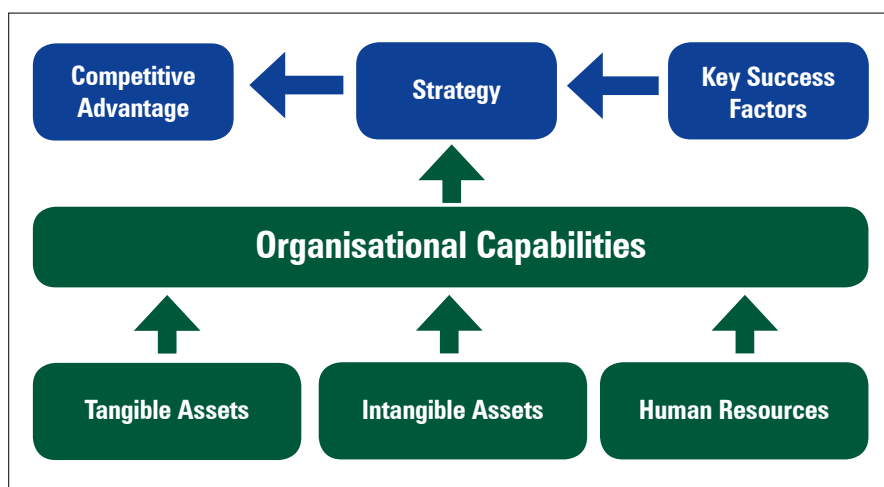 Competitive
Advantage
Strategy
Key Success
Factors
Organisational Capabilities
Tangible Assets
Intangible Assets
Human Resources